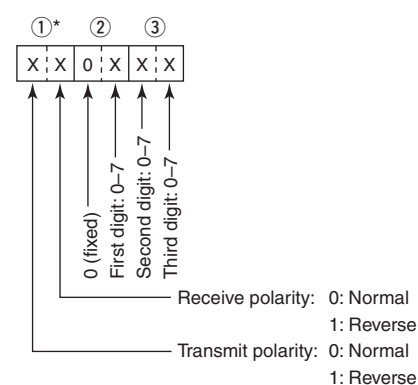 ①* ② ③
X X 0 X X X
0 (fixed)
First digit: 0–7
Second digit: 0–7
Third digit: 0–7
Receive polarity: 0: Normal
1: Reverse
Transmit polarity: 0: Normal
1: Reverse